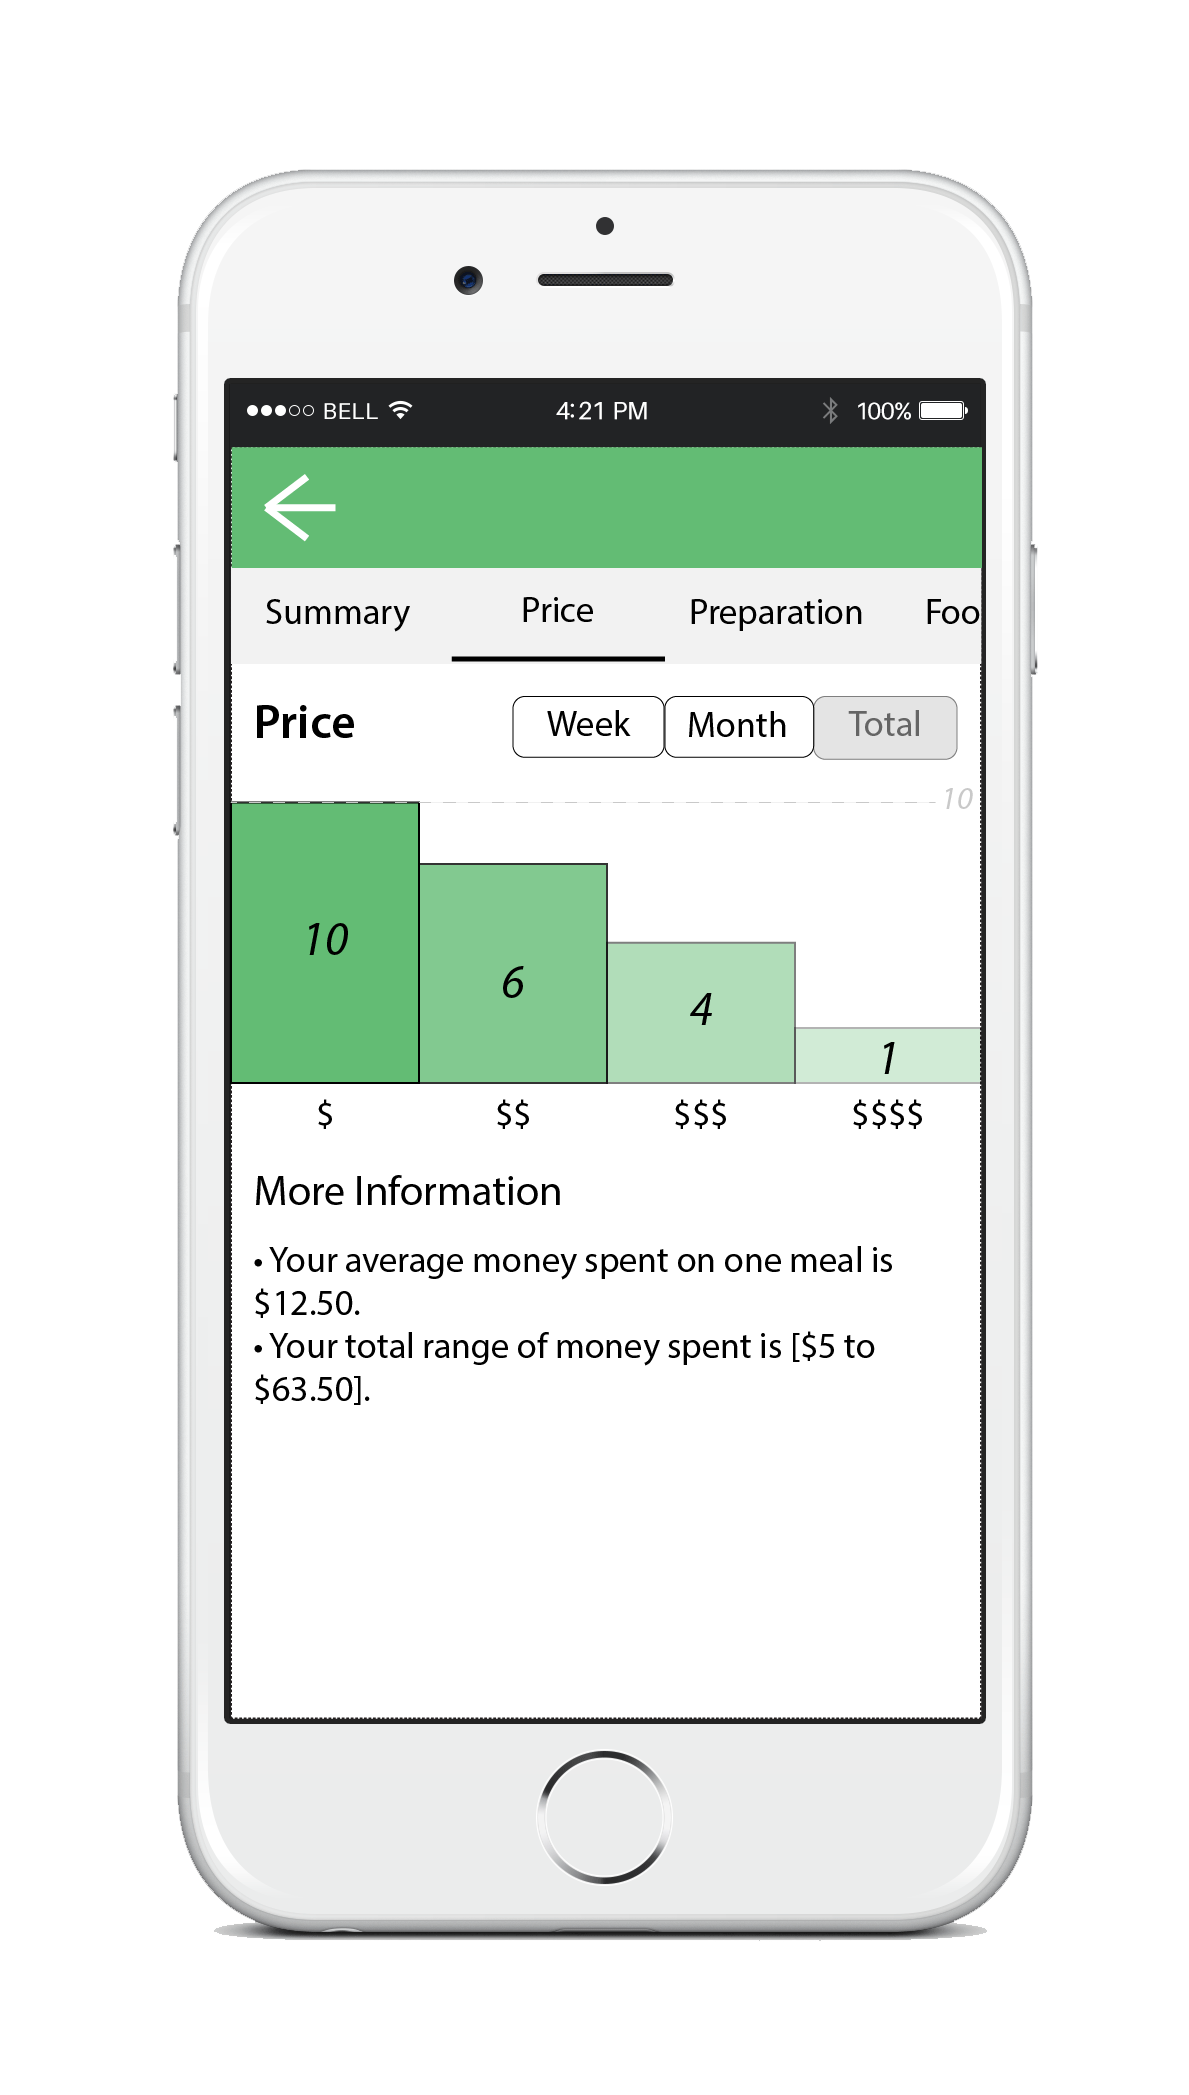 BELL 4:21 PM 100%
Summary Price Preparation Foo
Price Week Month Total
10
10
6
4
1
$ $$ $$$ $$$$
More Information
• Your average money spent on one meal is
$12.50.
• Your total range of money spent is [$5 to
$63.50].